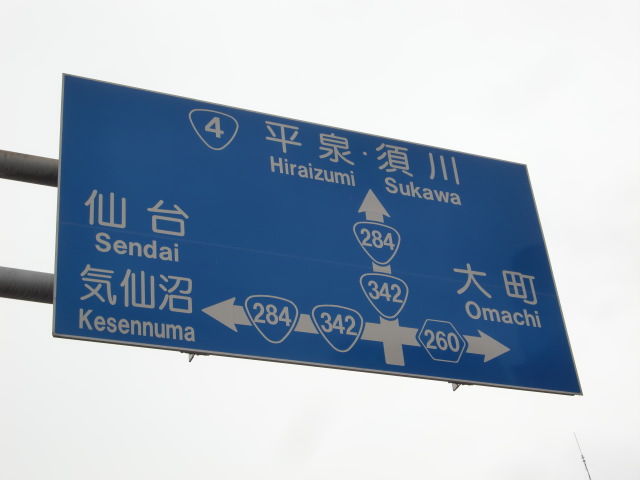 4 平泉・須川
Hiraizumi Sukawa
仙台
Sendai
284
気仙沼
Kesennuma
342
大町
Omachi
284 342 260